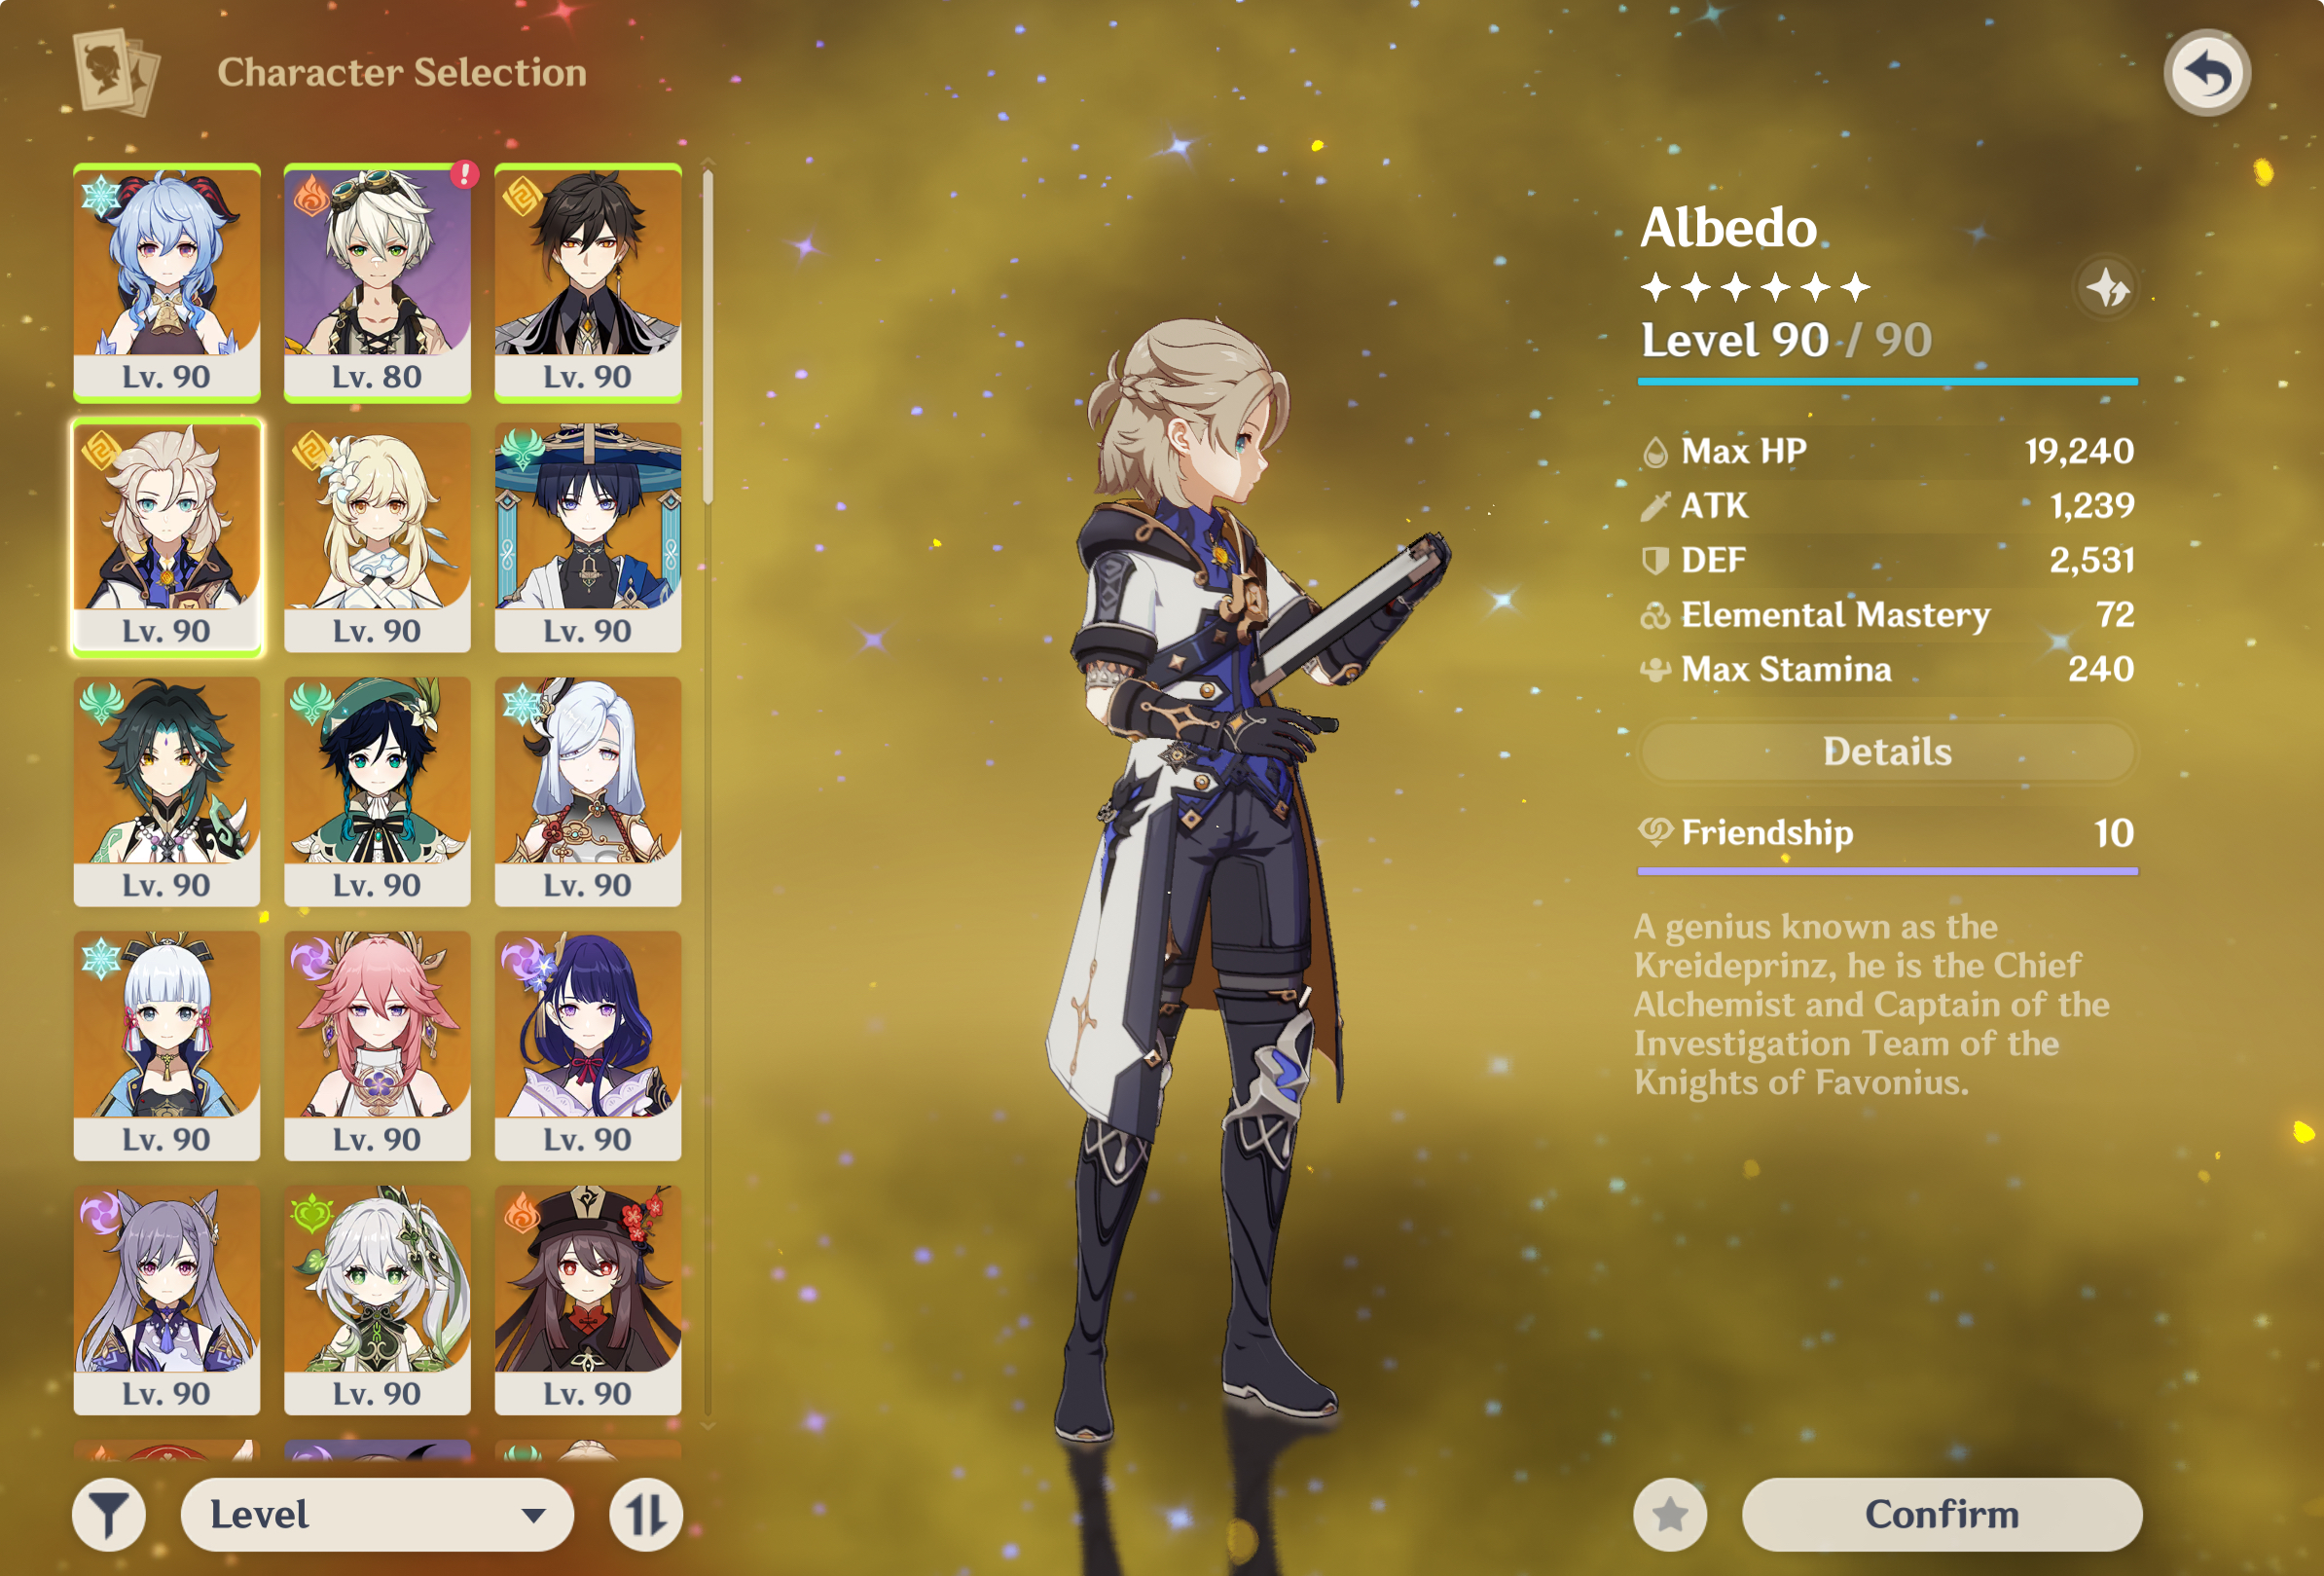 Character Selection
Lv. 90
Lv. 80
Lv. 90
Lv. 90
Lv. 90
Lv. 90
Lv. 90
Lv. 90
Lv. 90
Lv. 90
Lv. 90
Lv. 90
Lv. 90
Lv. 90
Lv. 90
Level
Albedo
Level 90 / 90
Max HP 19,240
ATK 1,239
DEF 2,531
Elemental Mastery 72
Max Stamina 240
Details
Friendship 10
A genius known as the
Kreideprinz, he is the Chief
Alchemist and Captain of the
Investigation Team of the
Knights of Favonius.
Confirm